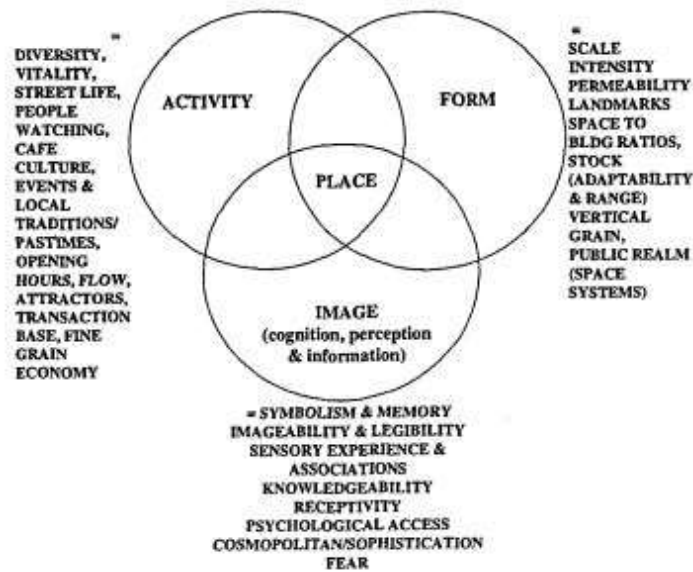 =
DIVERSITY,
VITALITY,
STREET LIFE,
PEOPLE
WATCHING,
CAFE
CULTURE,
EVENTS &
LOCAL
TRADITIONS/
PASTIMES,
OPENING
HOURS, FLOW,
ATTRACTORS,
TRANSACTION
BASE, FINE
GRAIN
ECONOMY
ACTIVITY
FORM
PLACE
IMAGE
(cognition, perception
& information)
=
SCALE
INTENSITY
PERMEABILITY
LANDMARKS
SPACE TO
BLDG RATIOS,
STOCK
(ADAPTABILITY
& RANGE)
VERTICAL
GRAIN,
PUBLIC REALM
(SPACE
SYSTEMS)
= SYMBOLISM & MEMORY
IMAGEABILITY & LEGIBILITY
SENSORY EXPERIENCE &
ASSOCIATIONS
KNOWLEDGEABILITY
RECEPTIVITY
PSYCHOLOGICAL ACCESS
COSMOPOLITAN/SOPHISTICATION
FEAR